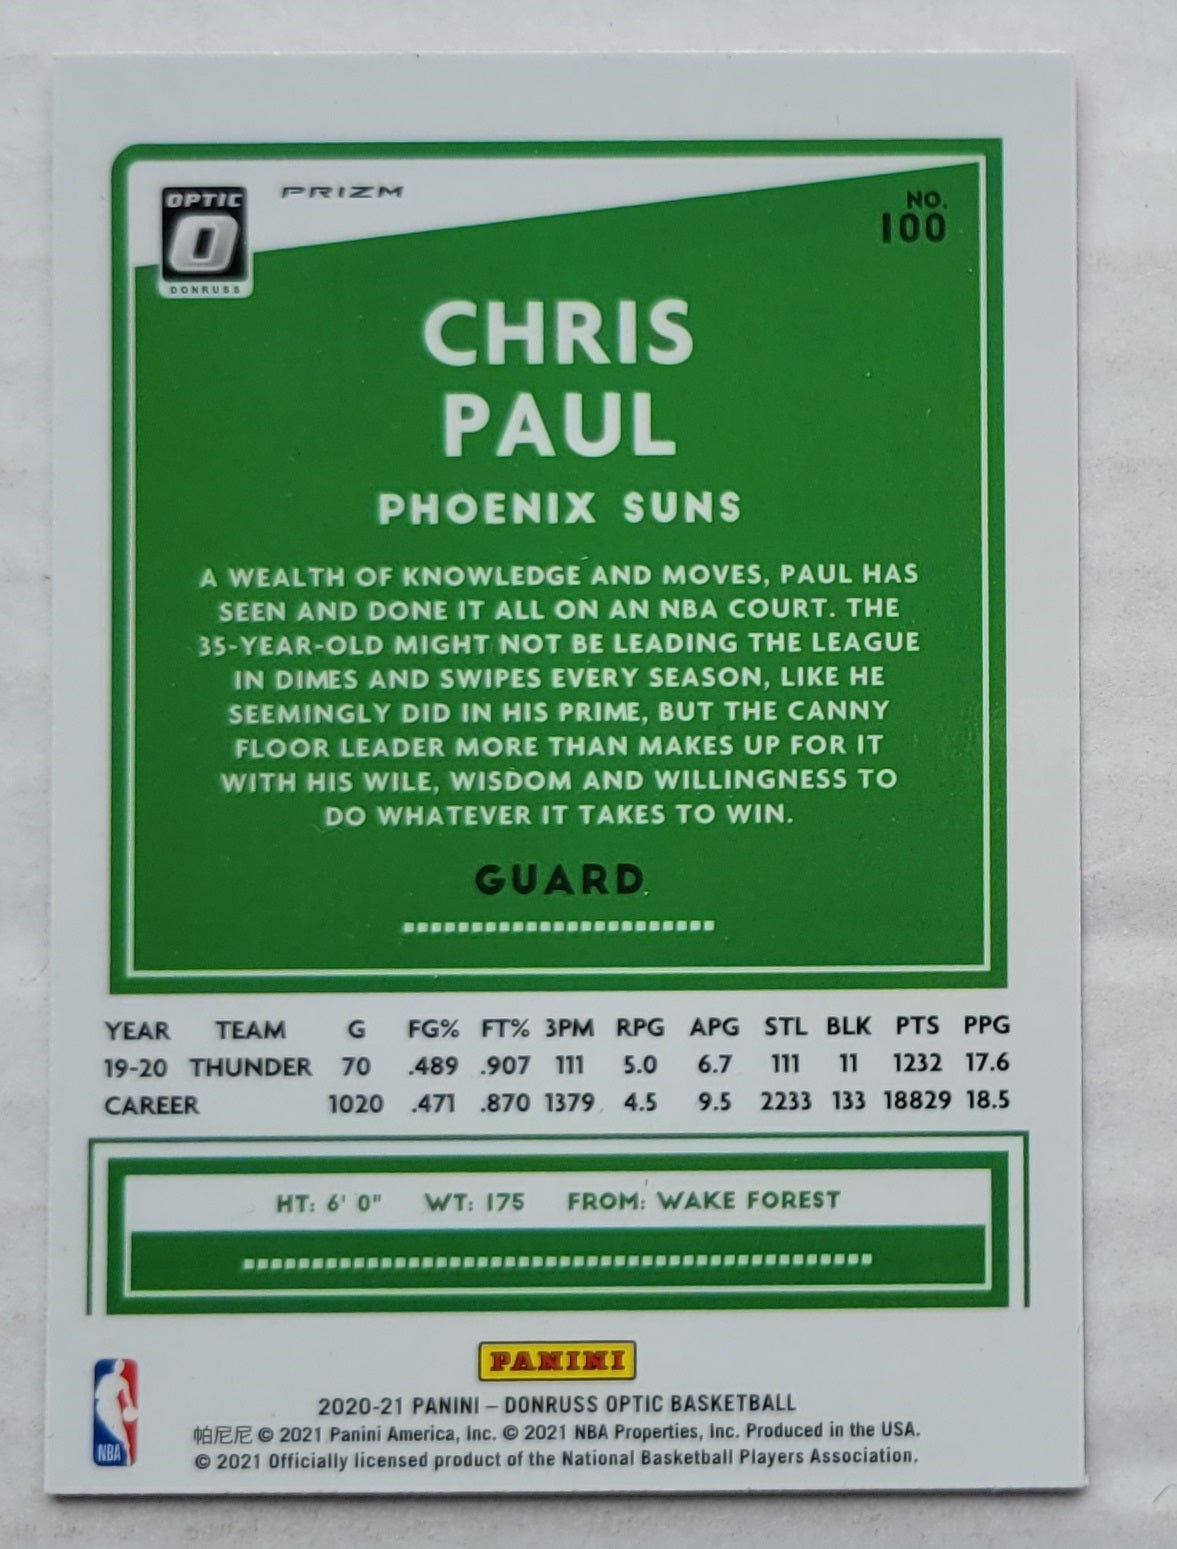 OPTIC
O
DONRUSS
PRIZM
NO.
100
CHRIS
PAUL
PHOENIX SUNS
A WEALTH OF KNOWLEDGE AND MOVES, PAUL HAS
SEEN AND DONE IT ALL ON AN NBA COURT. THE
35-YEAR-OLD MIGHT NOT BE LEADING THE LEAGUE
IN DIMES AND SWIPES EVERY SEASON, LIKE HE
SEEMINGLY DID IN HIS PRIME, BUT THE CANNY
FLOOR LEADER MORE THAN MAKES UP FOR IT
WITH HIS WILE, WISDOM AND WILLINGNESS TO
DO WHATEVER IT TAKES TO WIN.
GUARD
YEAR TEAM G FG% FT% 3PM RPG APG STL BLK PTS PPG
19-20 THUNDER 70 .489 .907 111 5.0 6.7 111 11 1232 17.6
CAREER 1020 .471 .870 1379 4.5 9.5 2233 133 18829 18.5
HT: 6' 0" WT: 175 FROM: WAKE FOREST
PANINI
NBA
2020-21 PANINI – DONRUSS OPTIC BASKETBALL
帕尼尼 © 2021 Panini America, Inc. © 2021 NBA Properties, Inc. Produced in the USA.
© 2021 Officially licensed product of the National Basketball Players Association.